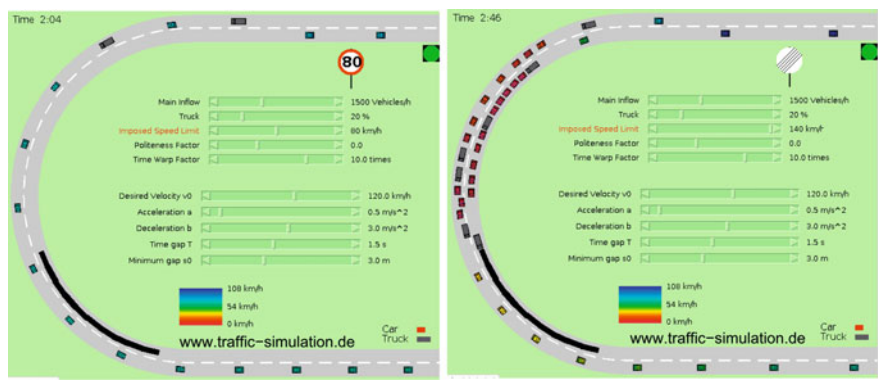 Time 2:04
80
Main Inflow 1500 Vehicles/h
Truck 20 %
Imposed Speed Limit 80 km/h
Politeness Factor 0.0
Time Warp Factor 10.0 times
Desired Velocity v0 120.0 km/h
Acceleration a 0.5 m/s^2
Deceleration b 3.0 m/s^2
Time gap T 1.5 s
Minimum gap s0 3.0 m
108 km/h
54 km/h
0 km/h
Car
Truck
www.traffic-simulation.de
Time 2:46
Main Inflow 1500 Vehicles/h
Truck 20 %
Imposed Speed Limit 140 km/h
Politeness Factor 0.0
Time Warp Factor 10.0 times
Desired Velocity v0 120.0 km/h
Acceleration a 0.5 m/s^2
Deceleration b 3.0 m/s^2
Time gap T 1.5 s
Minimum gap s0 3.0 m
108 km/h
54 km/h
0 km/h
Car
Truck
www.traffic-simulation.de